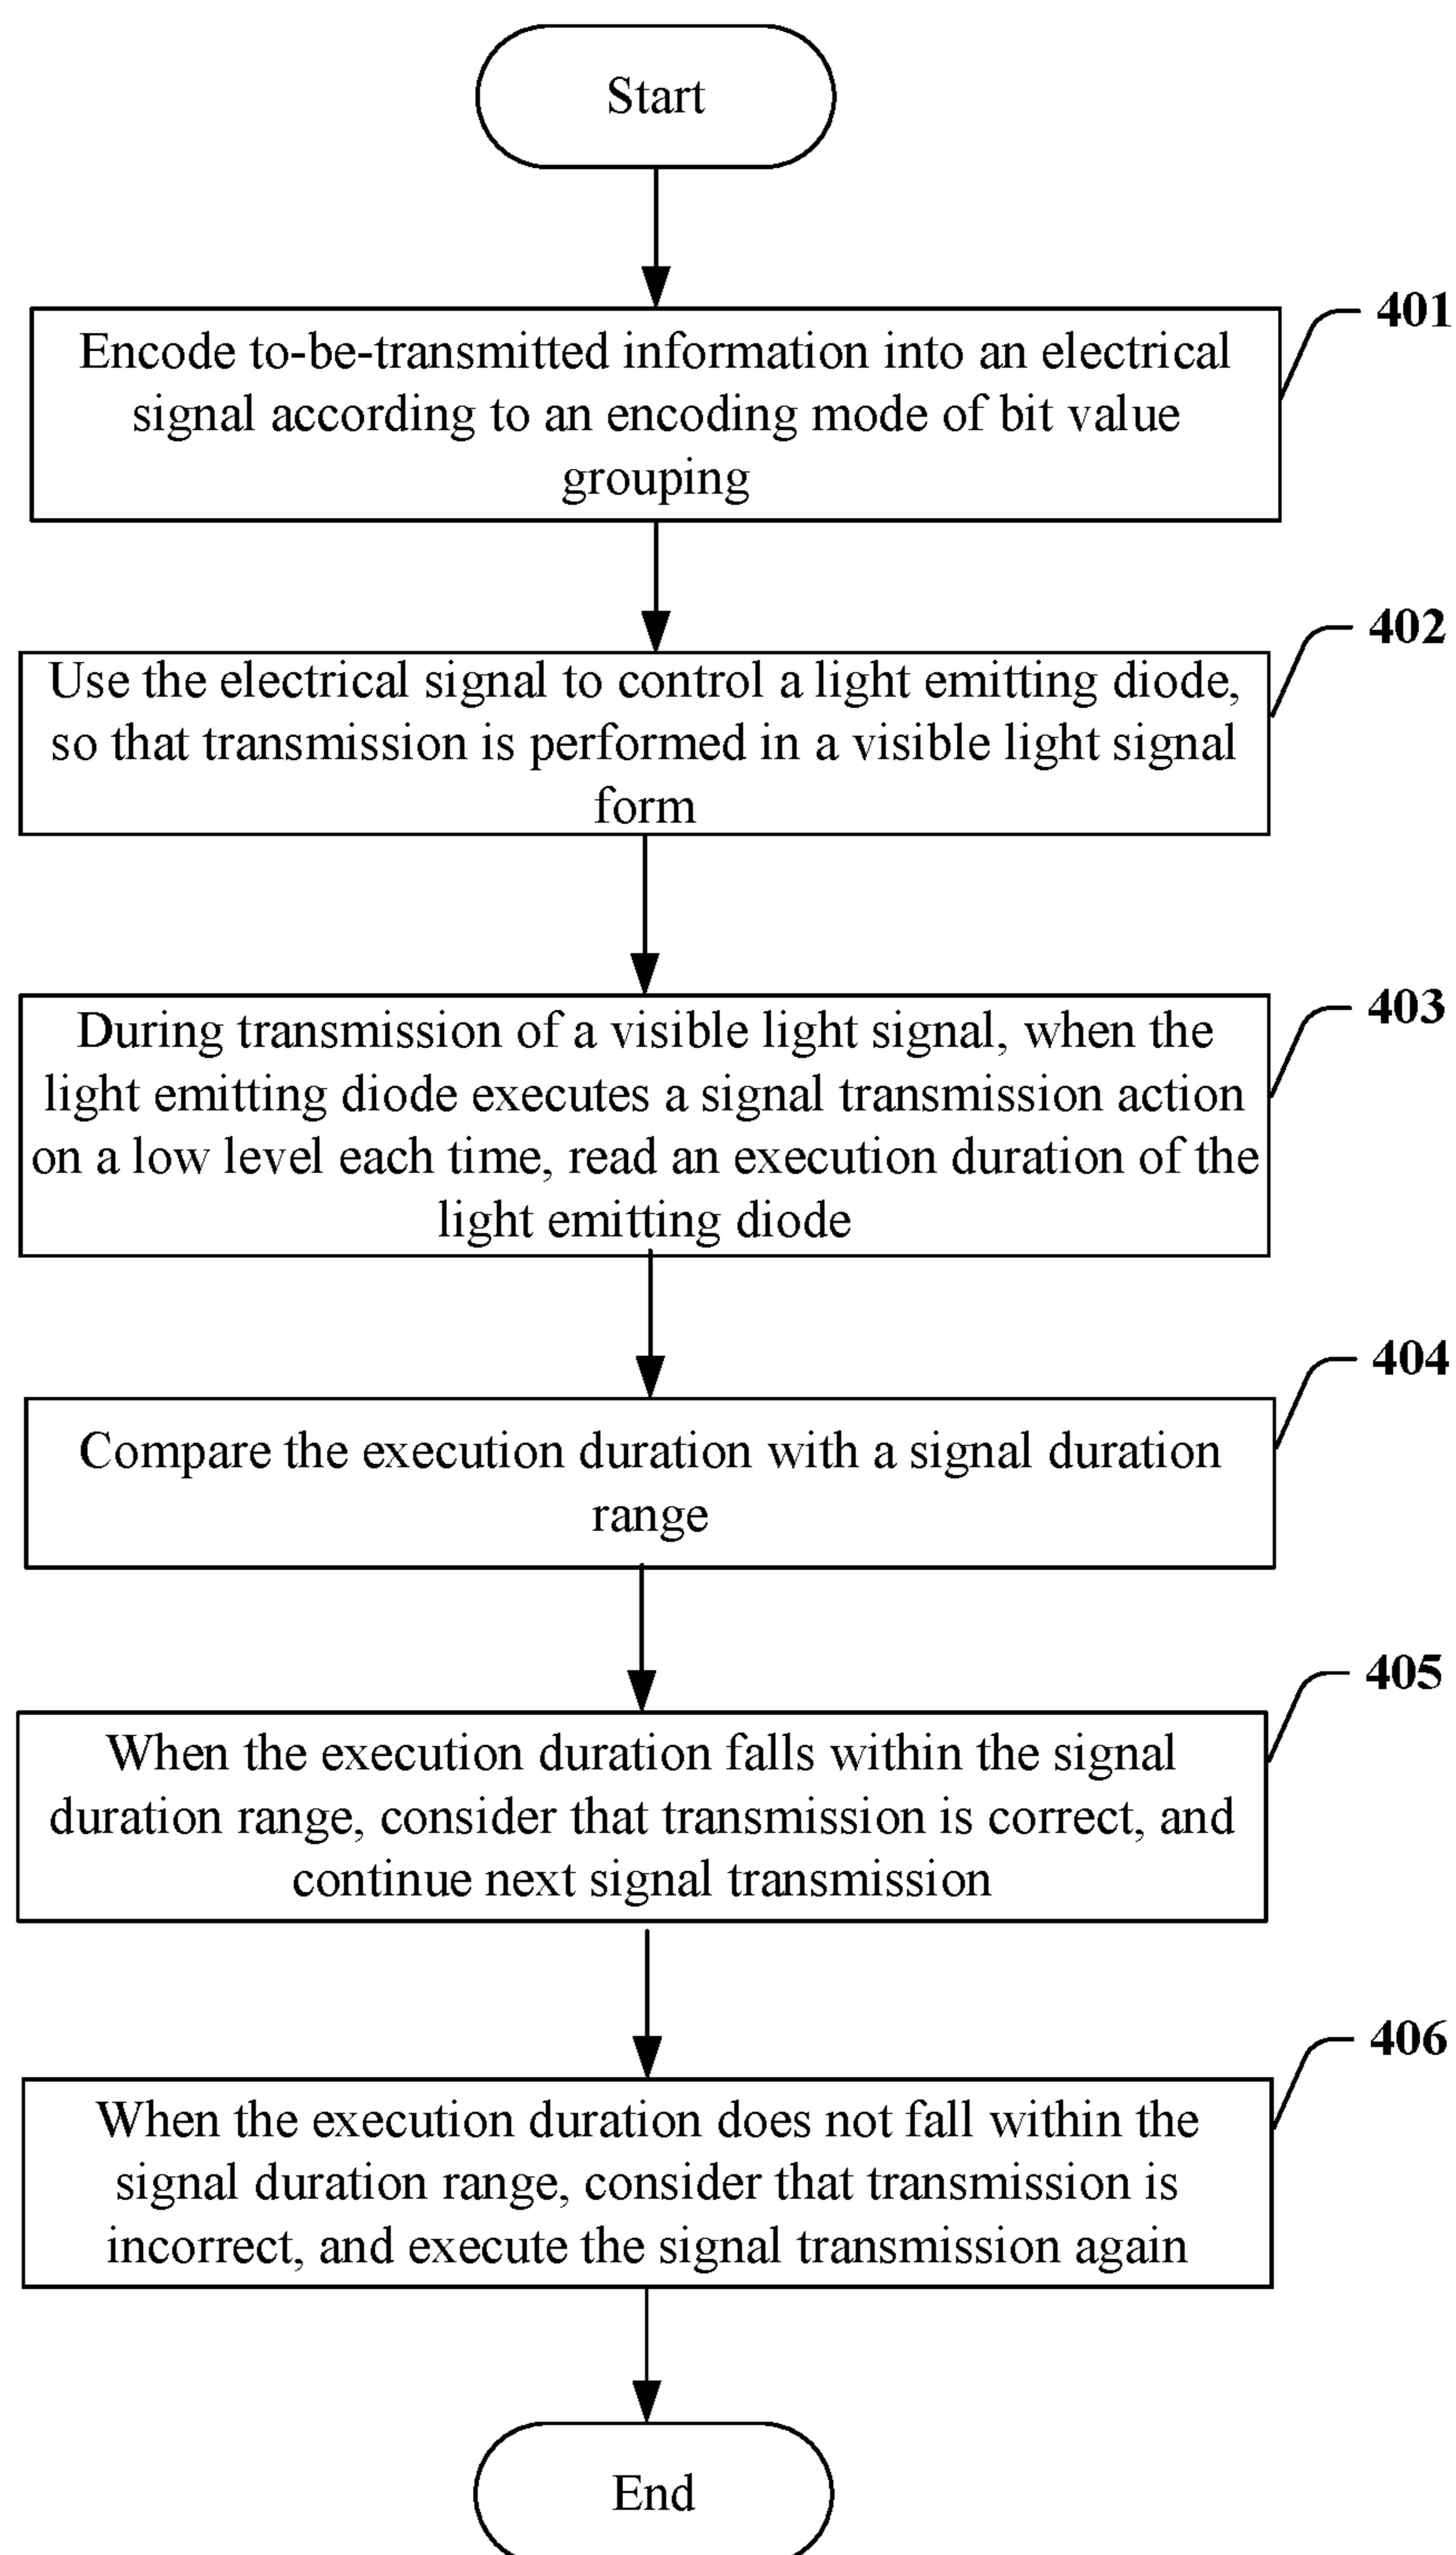 Start
401
Encode to-be-transmitted information into an electrical
signal according to an encoding mode of bit value
grouping
402
Use the electrical signal to control a light emitting diode,
so that transmission is performed in a visible light signal
form
403
During transmission of a visible light signal, when the
light emitting diode executes a signal transmission action
on a low level each time, read an execution duration of the
light emitting diode
404
Compare the execution duration with a signal duration
range
405
When the execution duration falls within the signal
duration range, consider that transmission is correct, and
continue next signal transmission
406
When the execution duration does not fall within the
signal duration range, consider that transmission is
incorrect, and execute the signal transmission again
End